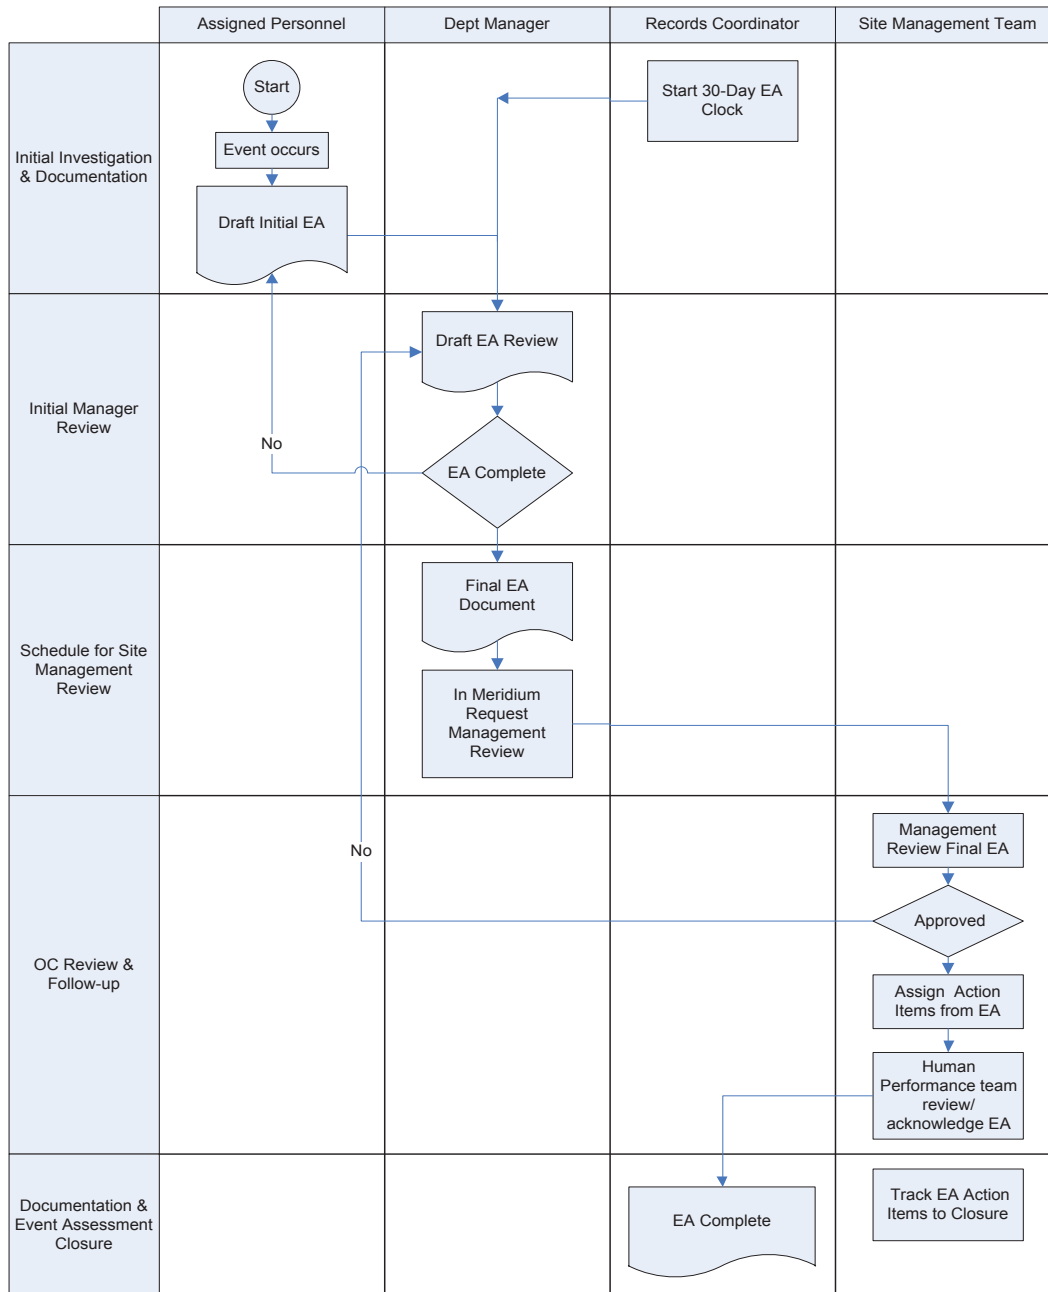 Assigned Personnel
Dept Manager
Records Coordinator
Site Management Team
Initial Investigation
& Documentation
Start
Event occurs
Draft Initial EA
Start 30-Day EA
Clock
Initial Manager
Review
Draft EA Review
No
EA Complete
Schedule for Site
Management
Review
Final EA
Document
In Meridium
Request
Management
Review
OC Review &
Follow-up
No
Management
Review Final EA
Approved
Assign Action
Items from EA
Human
Performance team
review/
acknowledge EA
Documentation &
Event Assessment
Closure
EA Complete
Track EA Action
Items to Closure